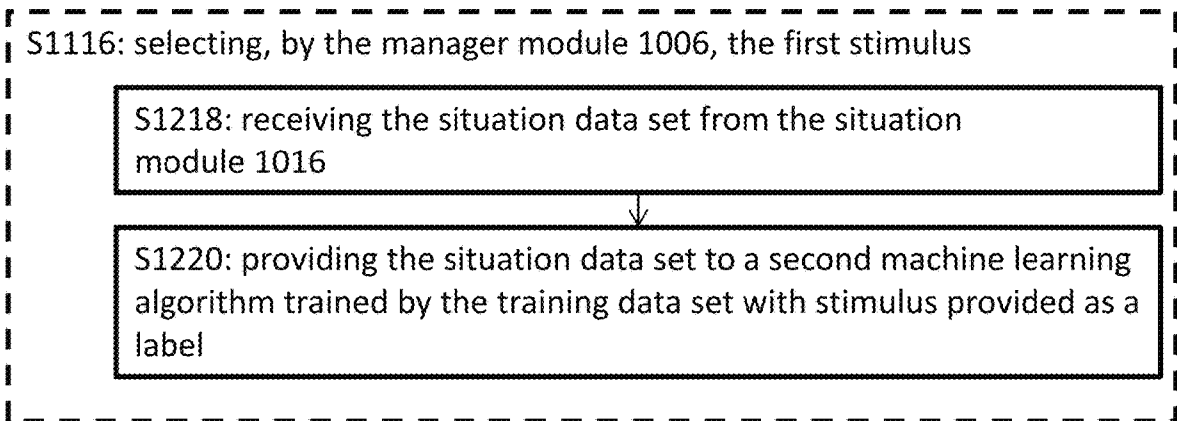 S1116: selecting, by the manager module 1006, the first stimulus
S1218: receiving the situation data set from the situation
module 1016
S1220: providing the situation data set to a second machine learning
algorithm trained by the training data set with stimulus provided as a
label